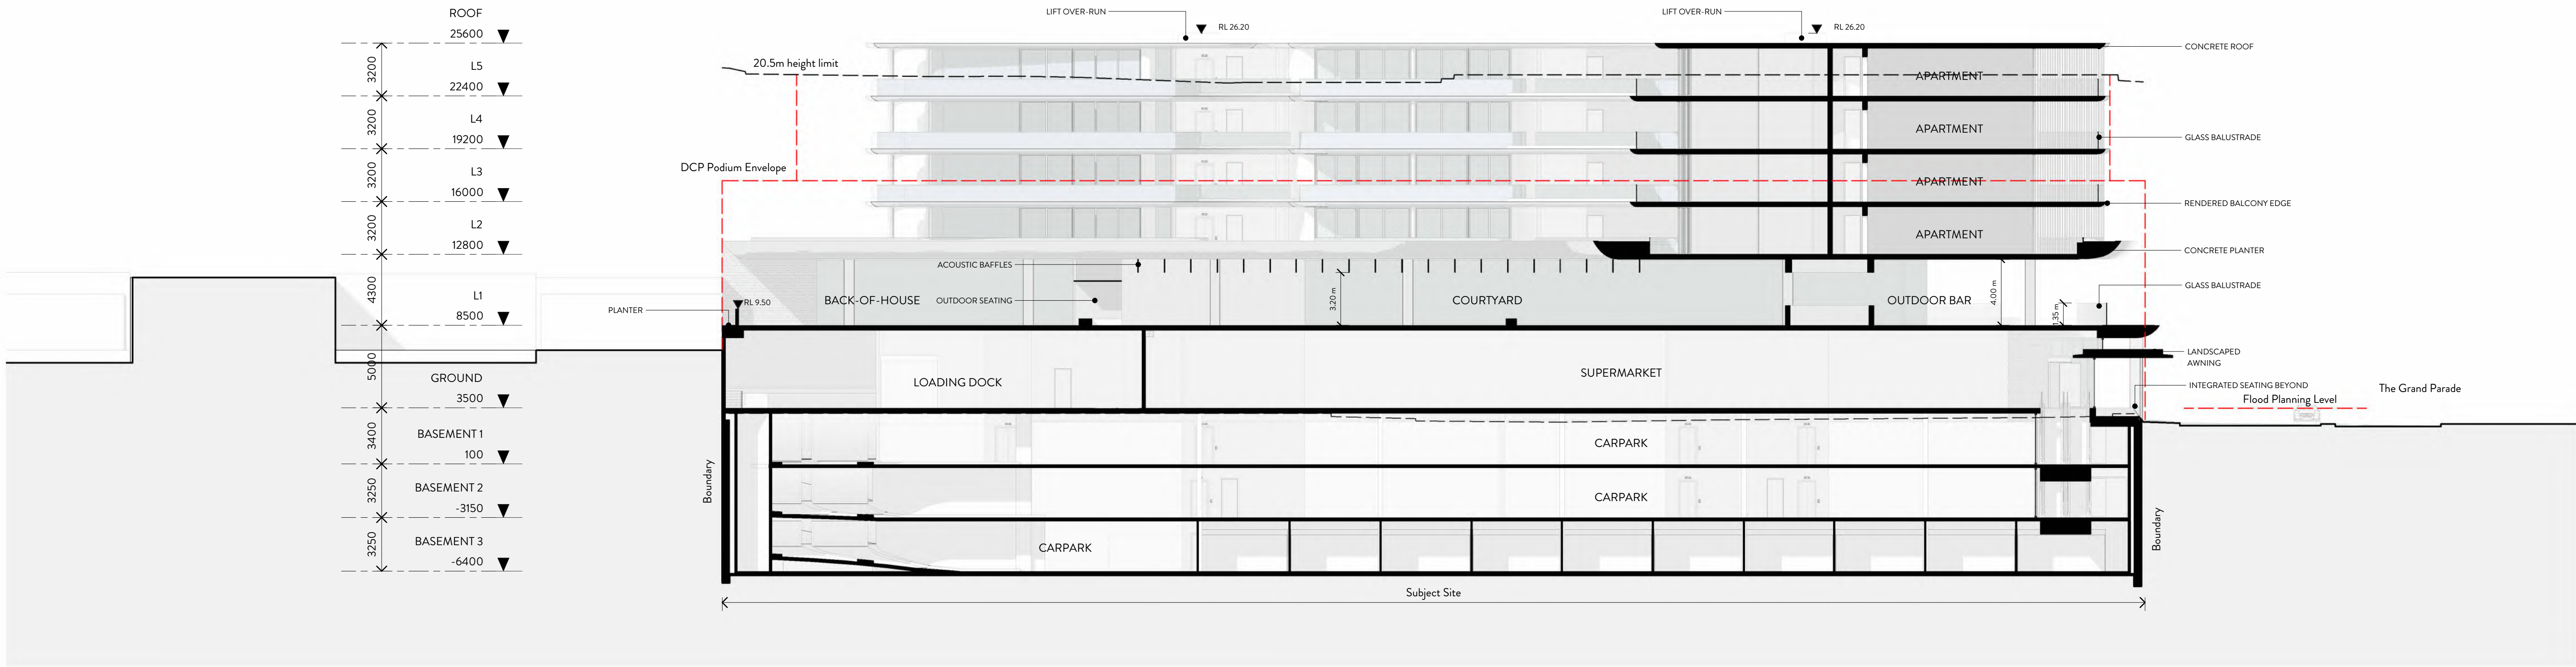 ROOF
25600
3200
L5
22400
3200
L4
19200
3200
L3
16000
3200
L2
12800
4300
L1
8500
5000
GROUND
3500
3400
BASEMENT 1
100
3250
BASEMENT 2
-3150
3250
BASEMENT 3
-6400
LIFT OVER-RUN
RL 26.20
LIFT OVER-RUN
RL 26.20
20.5m height limit
DCP Podium Envelope
CONCRETE ROOF
APARTMENT
APARTMENT
GLASS BALUSTRADE
APARTMENT
RENDERED BALCONY EDGE
APARTMENT
CONCRETE PLANTER
ACOUSTIC BAFFLES
PLANTER
RL 9.50
BACK-OF-HOUSE
OUTDOOR SEATING
3.20 m
COURTYARD
OUTDOOR BAR
4.00 m
1.35 m
GLASS BALUSTRADE
LOADING DOCK
SUPERMARKET
LANDSCAPED
AWNING
INTEGRATED SEATING BEYOND
The Grand Parade
Flood Planning Level
CARPARK
CARPARK
CARPARK
Boundary
Boundary
Subject Site